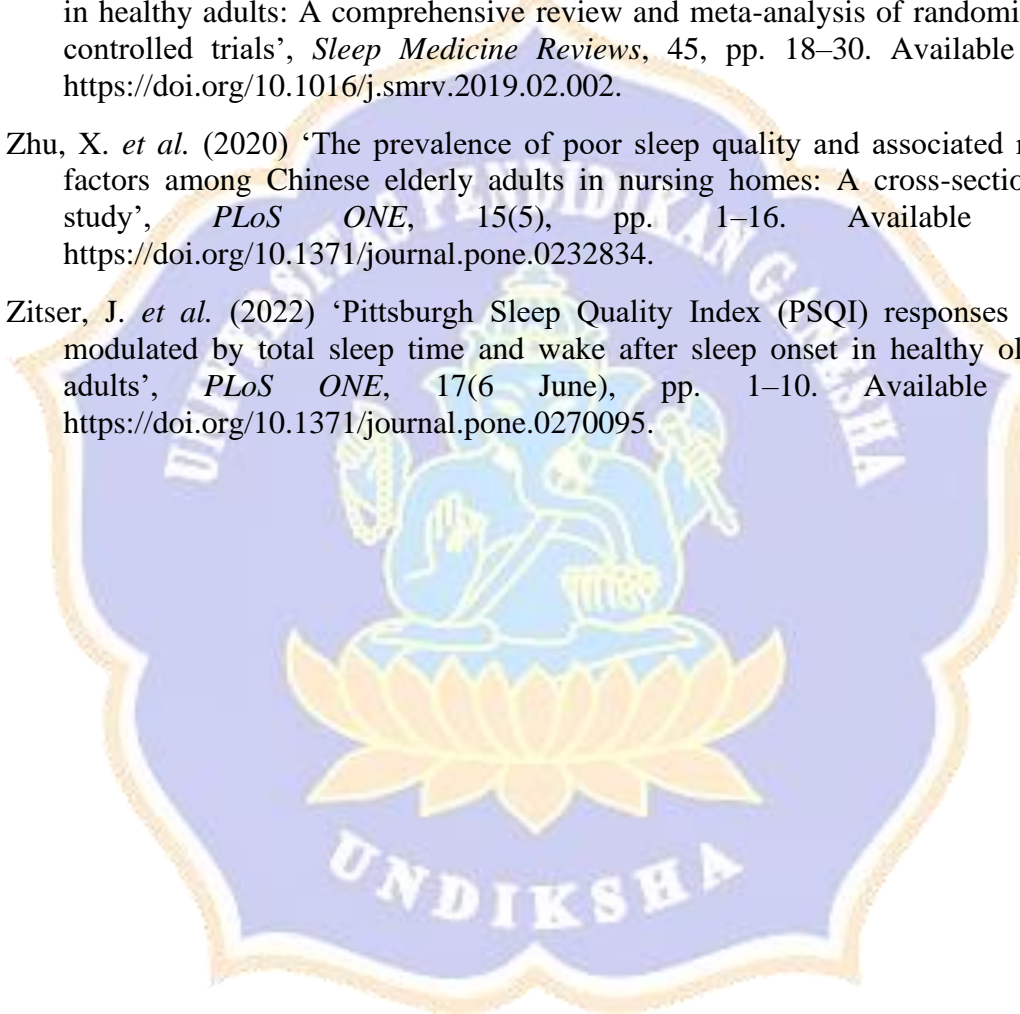 in healthy adults: A comprehensive review and meta-analysis of randomi
controlled trials’, Sleep Medicine Reviews, 45, pp. 18–30. Available
https://doi.org/10.1016/j.smrv.2019.02.002.
Zhu, X. et al. (2020) ‘The prevalence of poor sleep quality and associated r
factors among Chinese elderly adults in nursing homes: A cross-sectio
study’, PLoS ONE, 15(5), pp. 1–16. Available
https://doi.org/10.1371/journal.pone.0232834.
Zitser, J. et al. (2022) ‘Pittsburgh Sleep Quality Index (PSQI) responses
modulated by total sleep time and wake after sleep onset in healthy ol
adults’, PLoS ONE, 17(6 June), pp. 1–10. Available
https://doi.org/10.1371/journal.pone.0270095.
UNIVERSITAS PENDIDIKAN GANESHA
UNDIKSHA